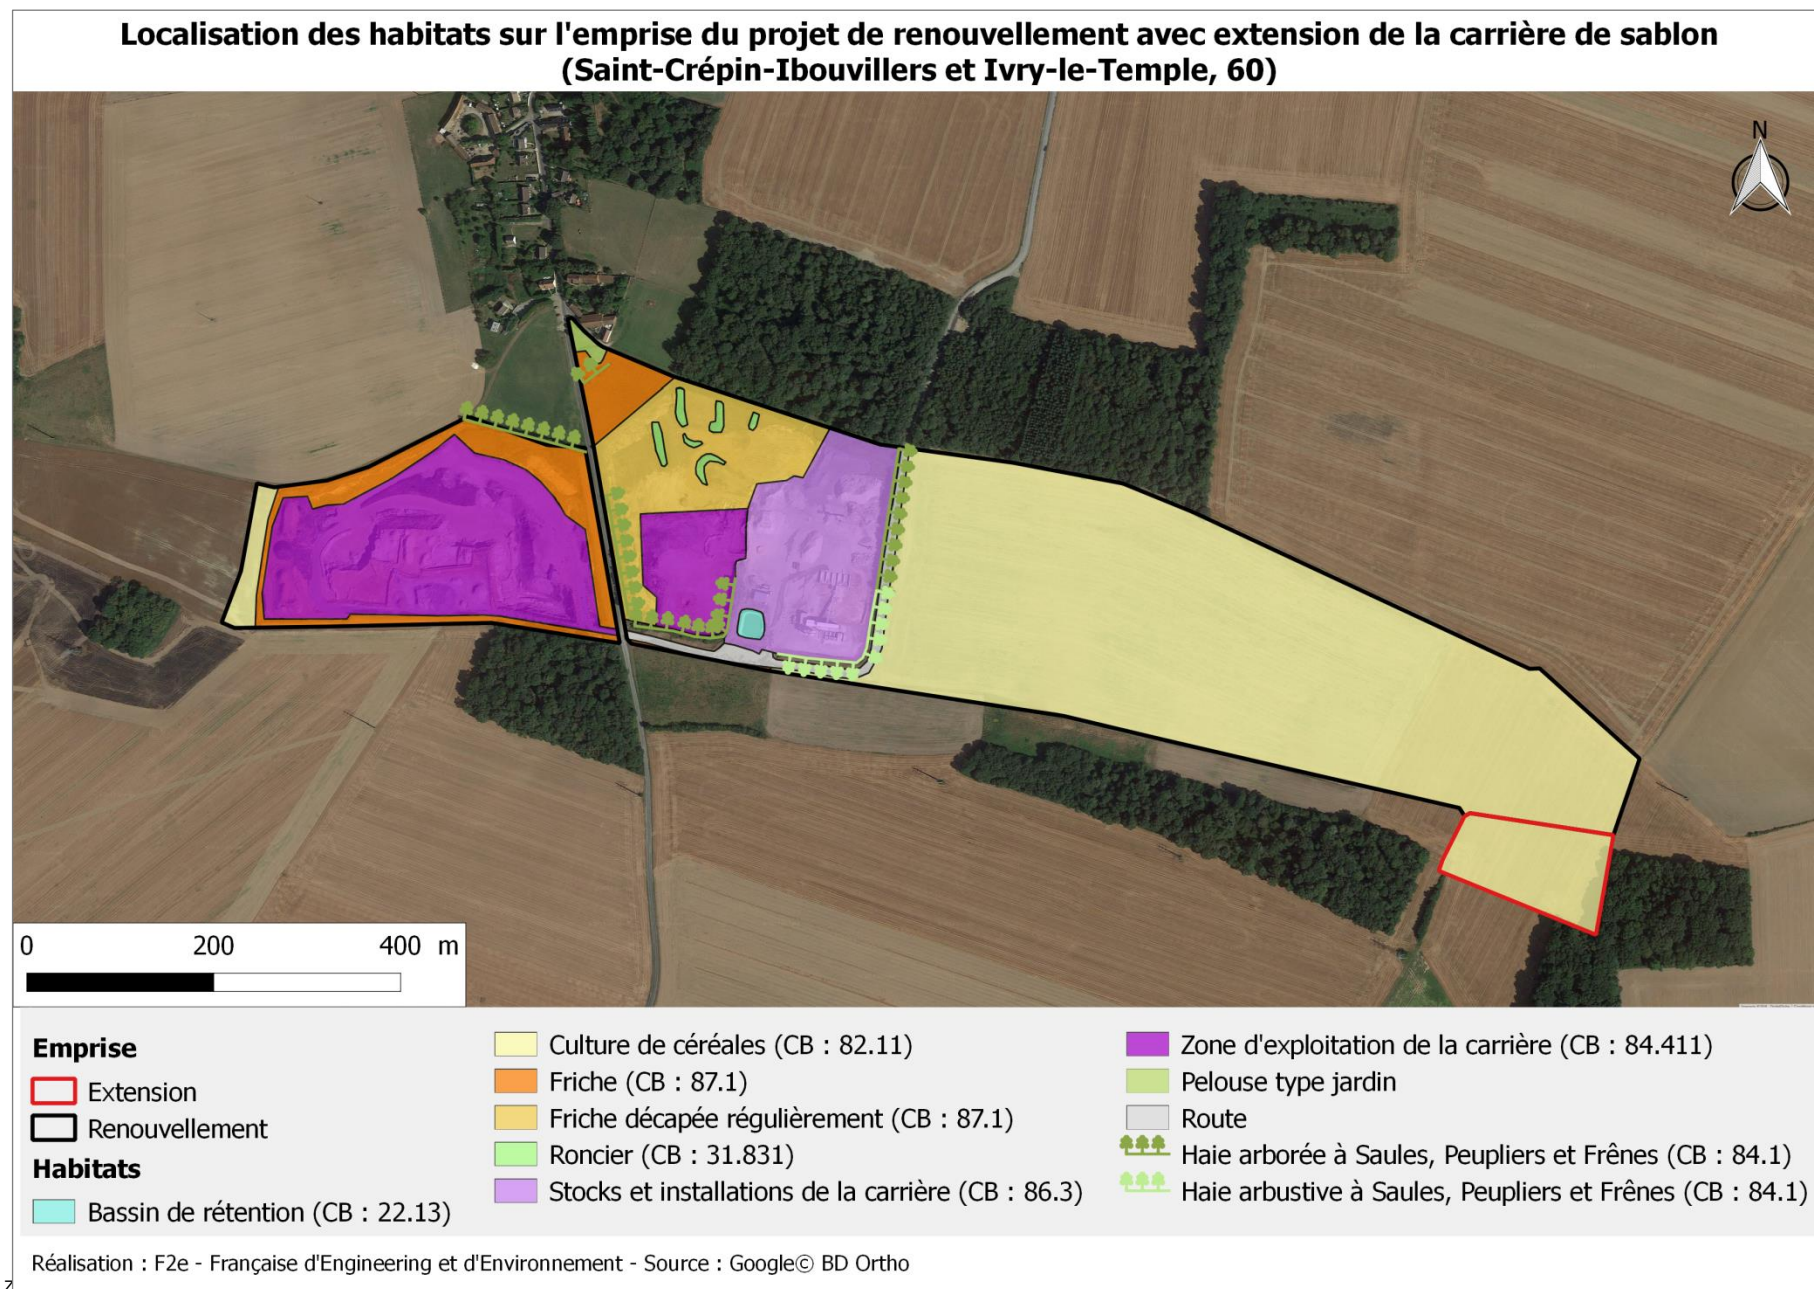 Localisation des habitats sur l'emprise du projet de renouvellement avec extension de la carrière de sablon
(Saint-Crépin-Ibouvillers et Ivry-le-Temple, 60)
N
0 200 400 m
Emprise
Extension
Renouvellement
Habitats
Bassin de rétention (CB : 22.13)
Culture de céréales (CB : 82.11)
Friche (CB : 87.1)
Friche décapée régulièrement (CB : 87.1)
Roncier (CB : 31.831)
Stocks et installations de la carrière (CB : 86.3)
Zone d'exploitation de la carrière (CB : 84.411)
Pelouse type jardin
Route
Haie arborée à Saules, Peupliers et Frênes (CB : 84.1)
Haie arbustive à Saules, Peupliers et Frênes (CB : 84.1)
Réalisation : F2e - Française d'Engineering et d'Environnement - Source : Google© BD Ortho